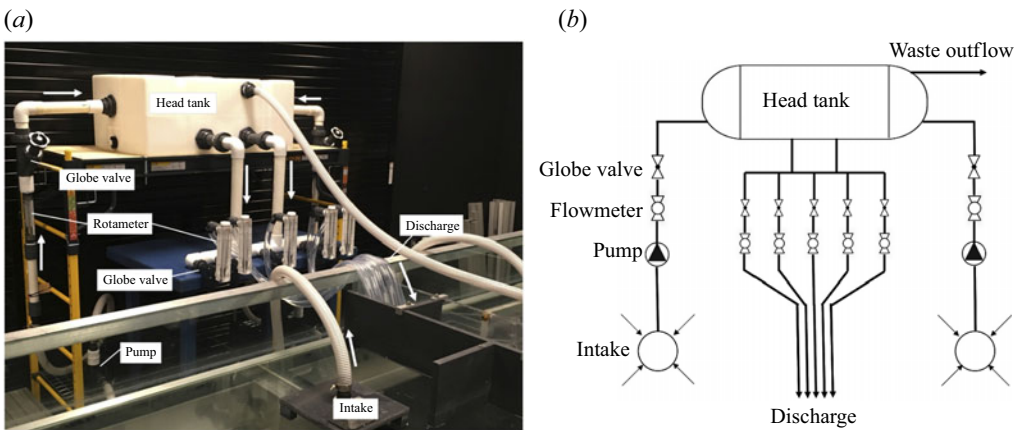 (a)
Head tank
Globe valve
Rotameter
Discharge
Globe valve
Pump
Intake
(b)
Waste outflow
Head tank
Globe valve
Flowmeter
Pump
Intake
Discharge